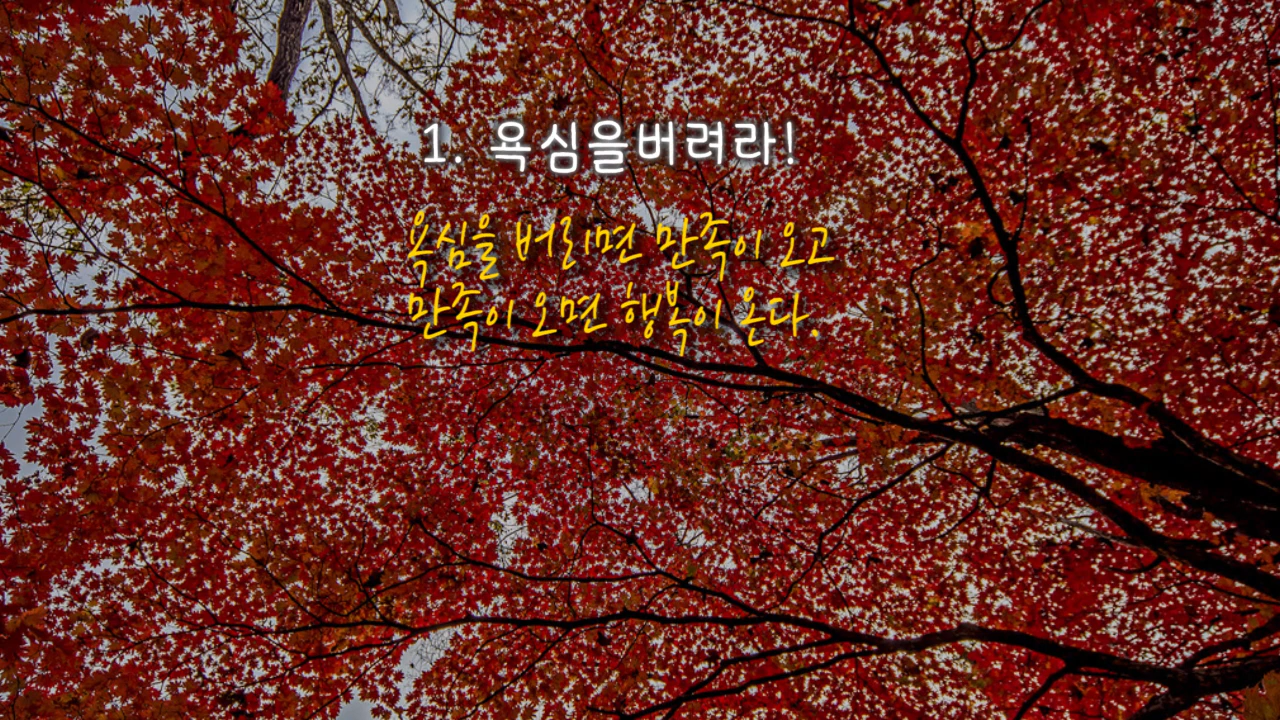 1. 욕심을버려라!
욕심을 버리면 만족이 오고
만족이 오면 행복이 온다.